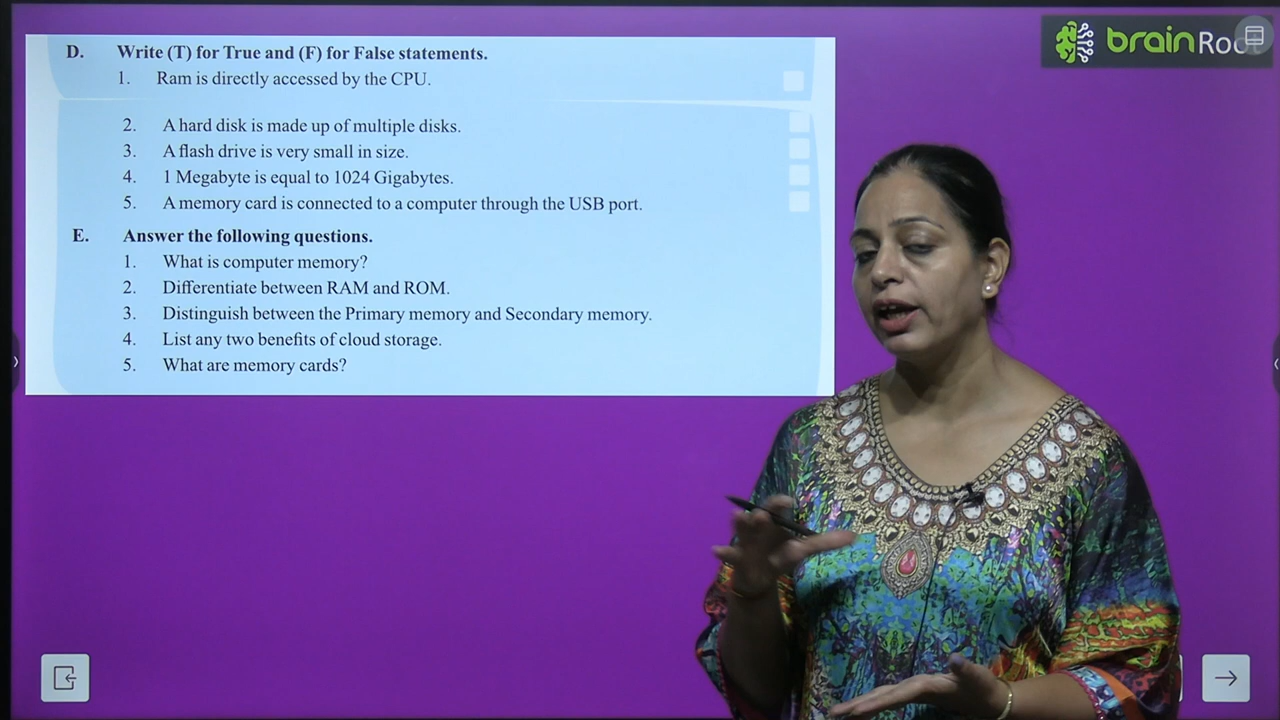 D. Write (T) for True and (F) for False statements.
1. Ram is directly accessed by the CPU.
2. A hard disk is made up of multiple disks.
3. A flash drive is very small in size.
4. 1 Megabyte is equal to 1024 Gigabytes.
5. A memory card is connected to a computer through the USB port.
E. Answer the following questions.
1. What is computer memory?
2. Differentiate between RAM and ROM.
3. Distinguish between the Primary memory and Secondary memory.
4. List any two benefits of cloud storage.
5. What are memory cards?